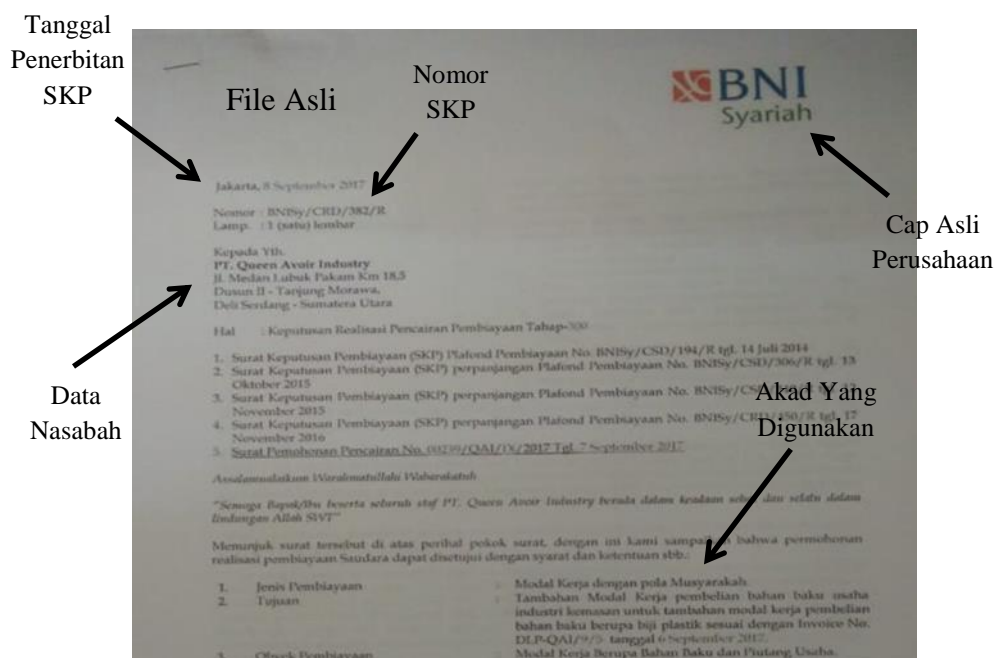 Tanggal
Penerbitan
SKP
File Asli
Nomor
SKP
BNI
Syariah
Cap Asli
Perusahaan
Data
Nasabah
Akad Yang
Digunakan
Jakarta, 8 September 2017
Nomor : BNISy/CRD/382/R
Lamp. : 1 (satu) lembar
Kepada Yth.
PT. Queen Avoir Industry
Jl. Medan Lubuk Pakam Km 18,5
Dusun II - Tanjung Morawa,
Deli Serdang - Sumatera Utara
Hal : Keputusan Realisasi Pencairan Pembiayaan Tahap-300
1. Surat Keputusan Pembiayaan (SKP) Plafond Pembiayaan No. BNISy/CSD/194/R tgl. 14 Juli 2014
2. Surat Keputusan Pembiayaan (SKP) perpanjangan Plafond Pembiayaan No. BNISy/CSD/306/R tgl. 13
Oktober 2015
3. Surat Keputusan Pembiayaan (SKP) perpanjangan Plafond Pembiayaan No.
November 2015
4. Surat Keputusan Pembiayaan (SKP) perpanjangan Plafond Pembiayaan No. BNISy/CRD/450/R tgl. 17
November 2016
5. Surat Pemohonan Pencairan No. 00239/QAI/IX/2017 Tgl. 7 September 2017
Assalamualaikum Warahmatullahi Wabarakatuh
"Semoga Bapak/Ibu beserta seluruh staf PT. Queen Avoir Industry berada dalam keadaan sehat dan selalu dalam
lindungan Allah SWT"
Menunjuk surat tersebut di atas perihal pokok surat, dengan ini kami sampaikan bahwa permohonan
realisasi pembiayaan Saudara dapat disetujui dengan syarat dan ketentuan sbb.:
1. Jenis Pembiayaan : Modal Kerja dengan pola Musyarakah
2. Tujuan : Tambahan Modal Kerja pembelian bahan baku usaha
industri kemasan untuk tambahan modal kerja pembelian
bahan baku berupa biji plastik sesuai dengan Invoice No.
tanggal 6 September 2017.
3. Obyek Pembiayaan : Modal Kerja Berupa Bahan Baku dan Piutang Usaha.